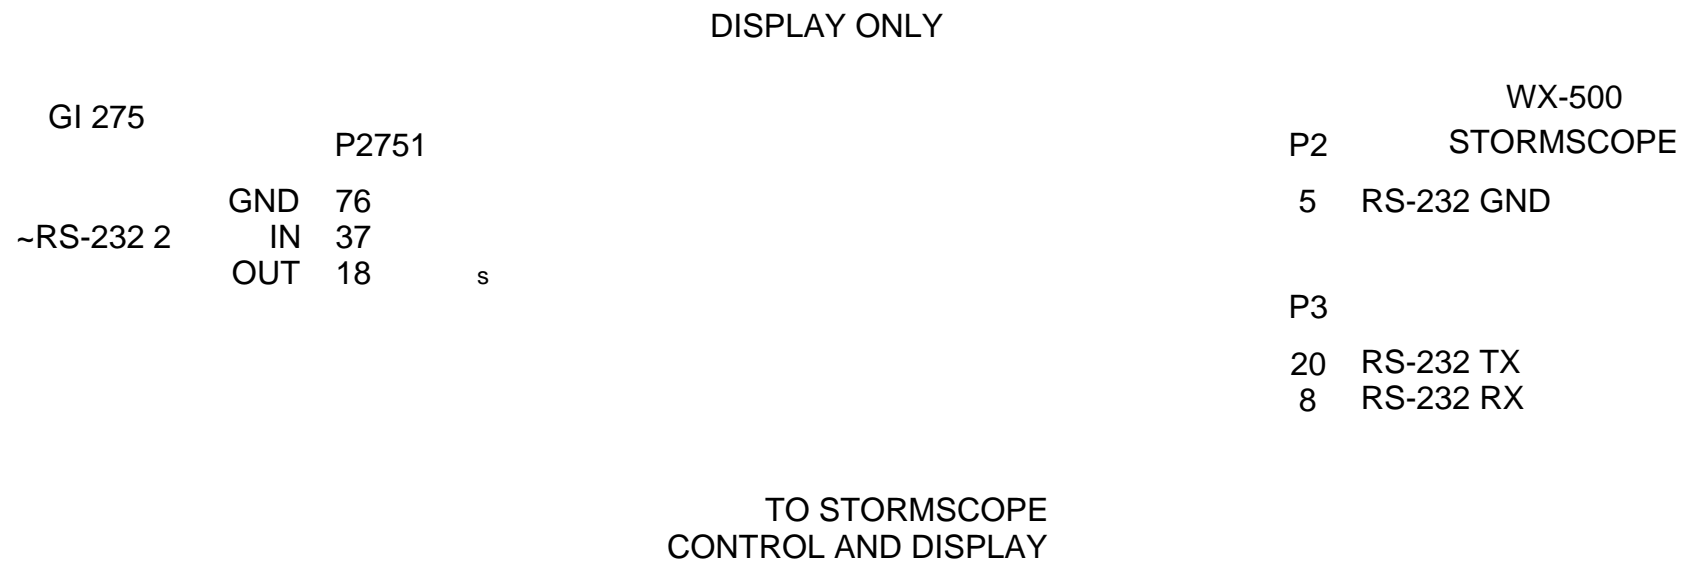 DISPLAY ONLY
GI 275
P2751
GND 76
~RS-232 2 IN 37
OUT 18 s
WX-500
P2 STORMSCOPE
5 RS-232 GND
P3
20 RS-232 TX
8 RS-232 RX
TO STORMSCOPE
CONTROL AND DISPLAY